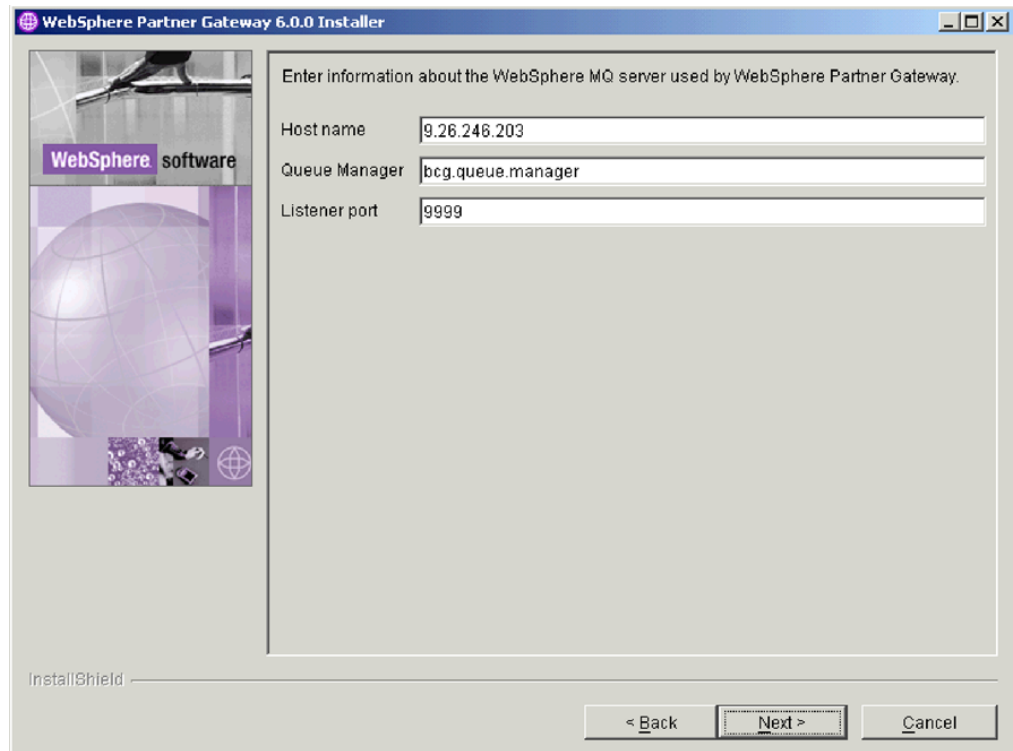 WebSphere Partner Gateway 6.0.0 Installer
WebSphere software
Enter information about the WebSphere MQ server used by WebSphere Partner Gateway.
Host name 9.26.246.203
Queue Manager bcg.queue.manager
Listener port 9999
InstallShield
< Back Next > Cancel